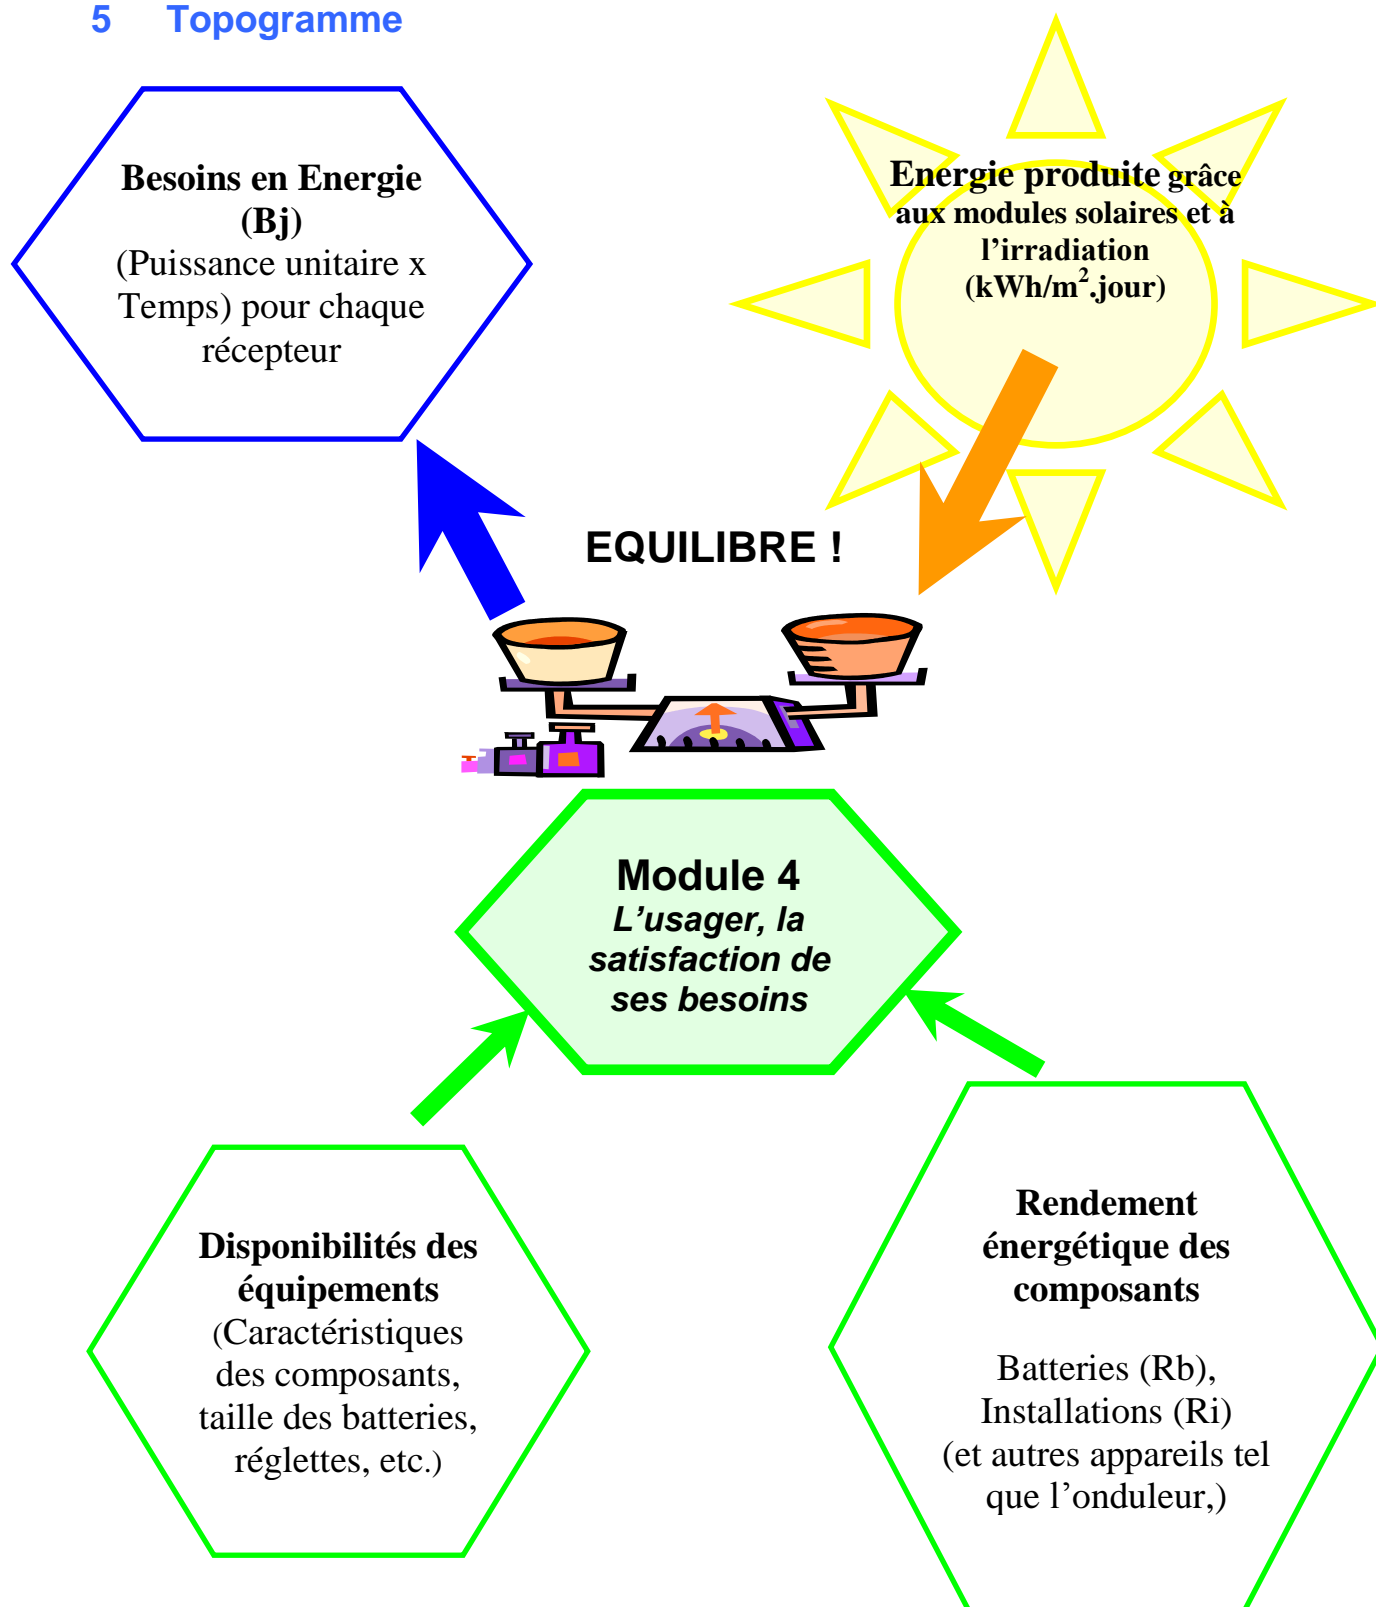 5 Topogramme
Besoins en Energie
(Bj)
(Puissance unitaire x
Temps) pour chaque
récepteur
Energie produite grâce
aux modules solaires et à
l’irradiation
(kWh/m².jour)
EQUILIBRE !
Module 4
L’usager, la
satisfaction de
ses besoins
Disponibilités des
équipements
(Caractéristiques
des composants,
taille des batteries,
réglettes, etc.)
Rendement
énergétique des
composants
Batteries (Rb),
Installations (Ri)
(et autres appareils tel
que l’onduleur,)